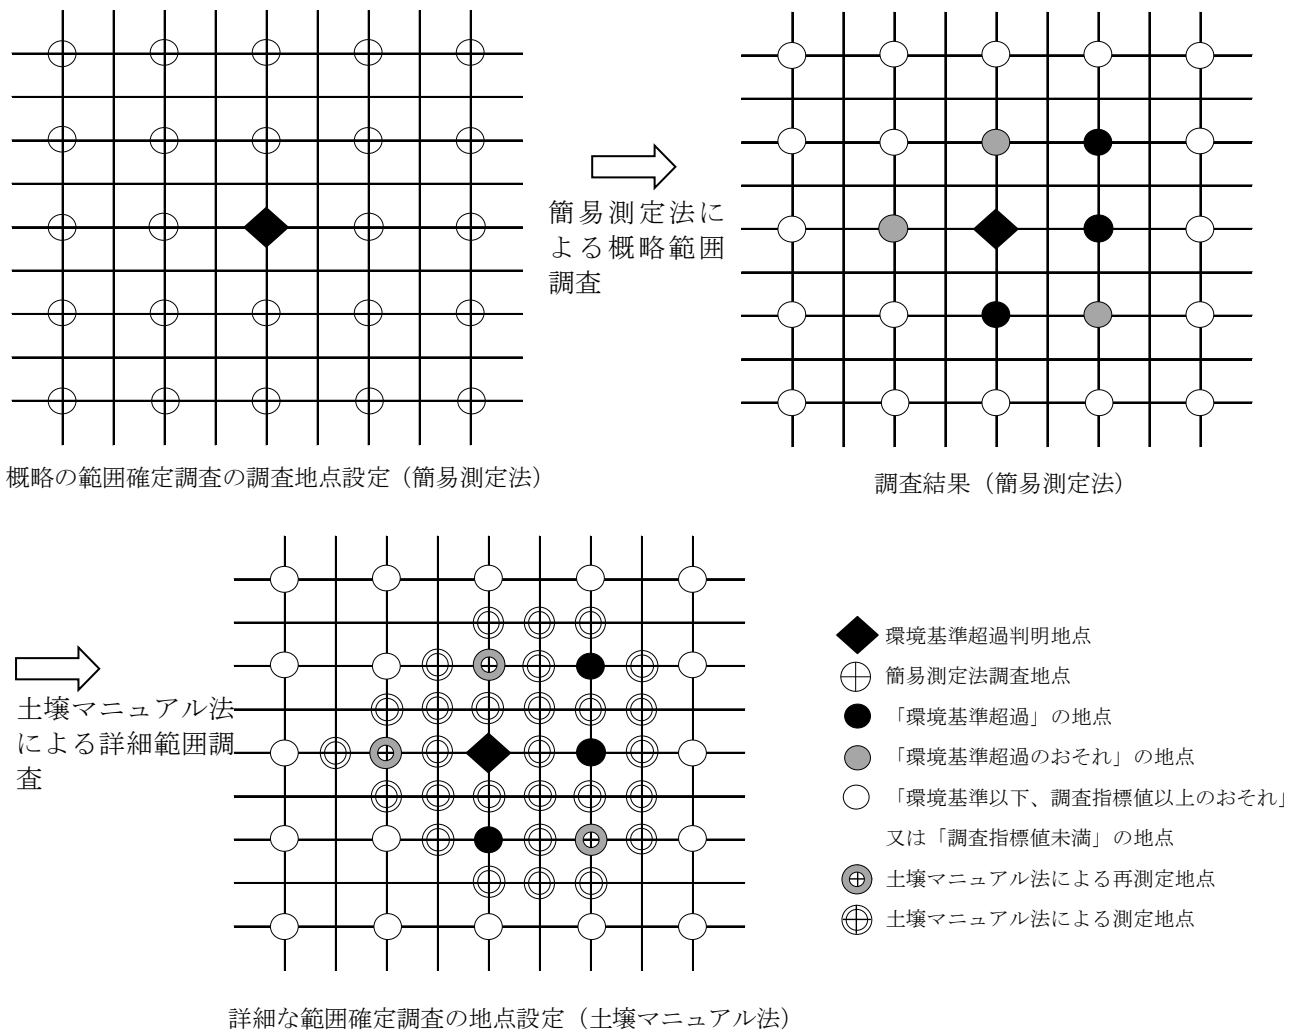 簡易測定法に
よる概略範囲
調査
概略の範囲確定調査の調査地点設定（簡易測定法）
調査結果（簡易測定法）
土壌マニュアル法
による詳細範囲調
査
環境基準超過判明地点
簡易測定法調査地点
「環境基準超過」の地点
「環境基準超過のおそれ」の地点
「環境基準以下、調査指標値以上のおそれ」
又は「調査指標値未満」の地点
土壌マニュアル法による再測定地点
土壌マニュアル法による測定地点
詳細な範囲確定調査の地点設定（土壌マニュアル法）